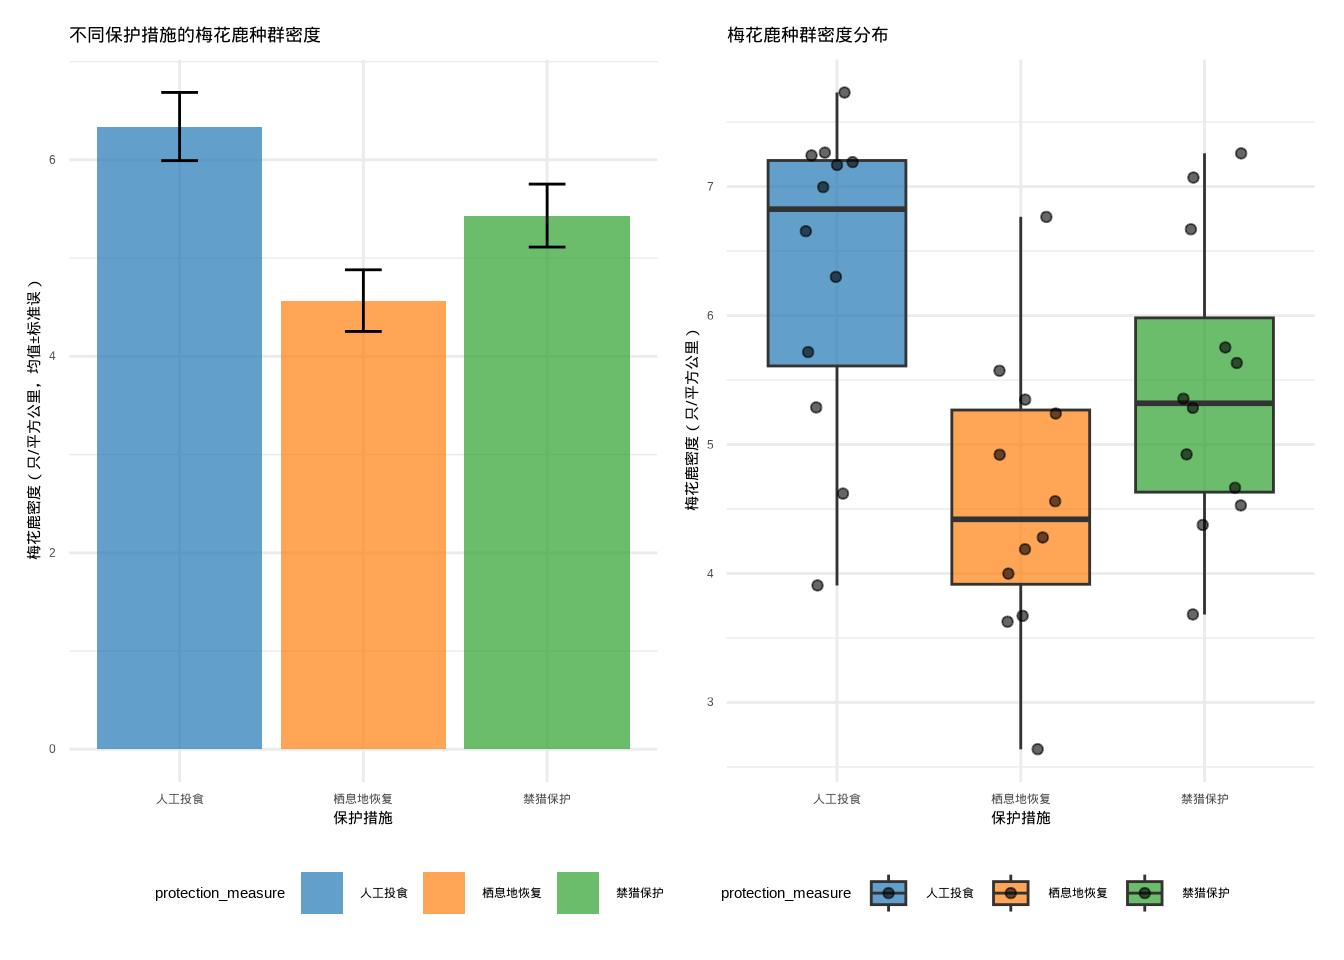 不同保护措施的梅花鹿种群密度
梅花鹿密度（只/平方公里，均值±标准误）
6
4
2
0
人工投食
栖息地恢复
禁猎保护
保护措施
protection_measure
人工投食
栖息地恢复
禁猎保护
梅花鹿种群密度分布
梅花鹿密度（只/平方公里）
7
6
5
4
3
人工投食
栖息地恢复
禁猎保护
保护措施
protection_measure
人工投食
栖息地恢复
禁猎保护